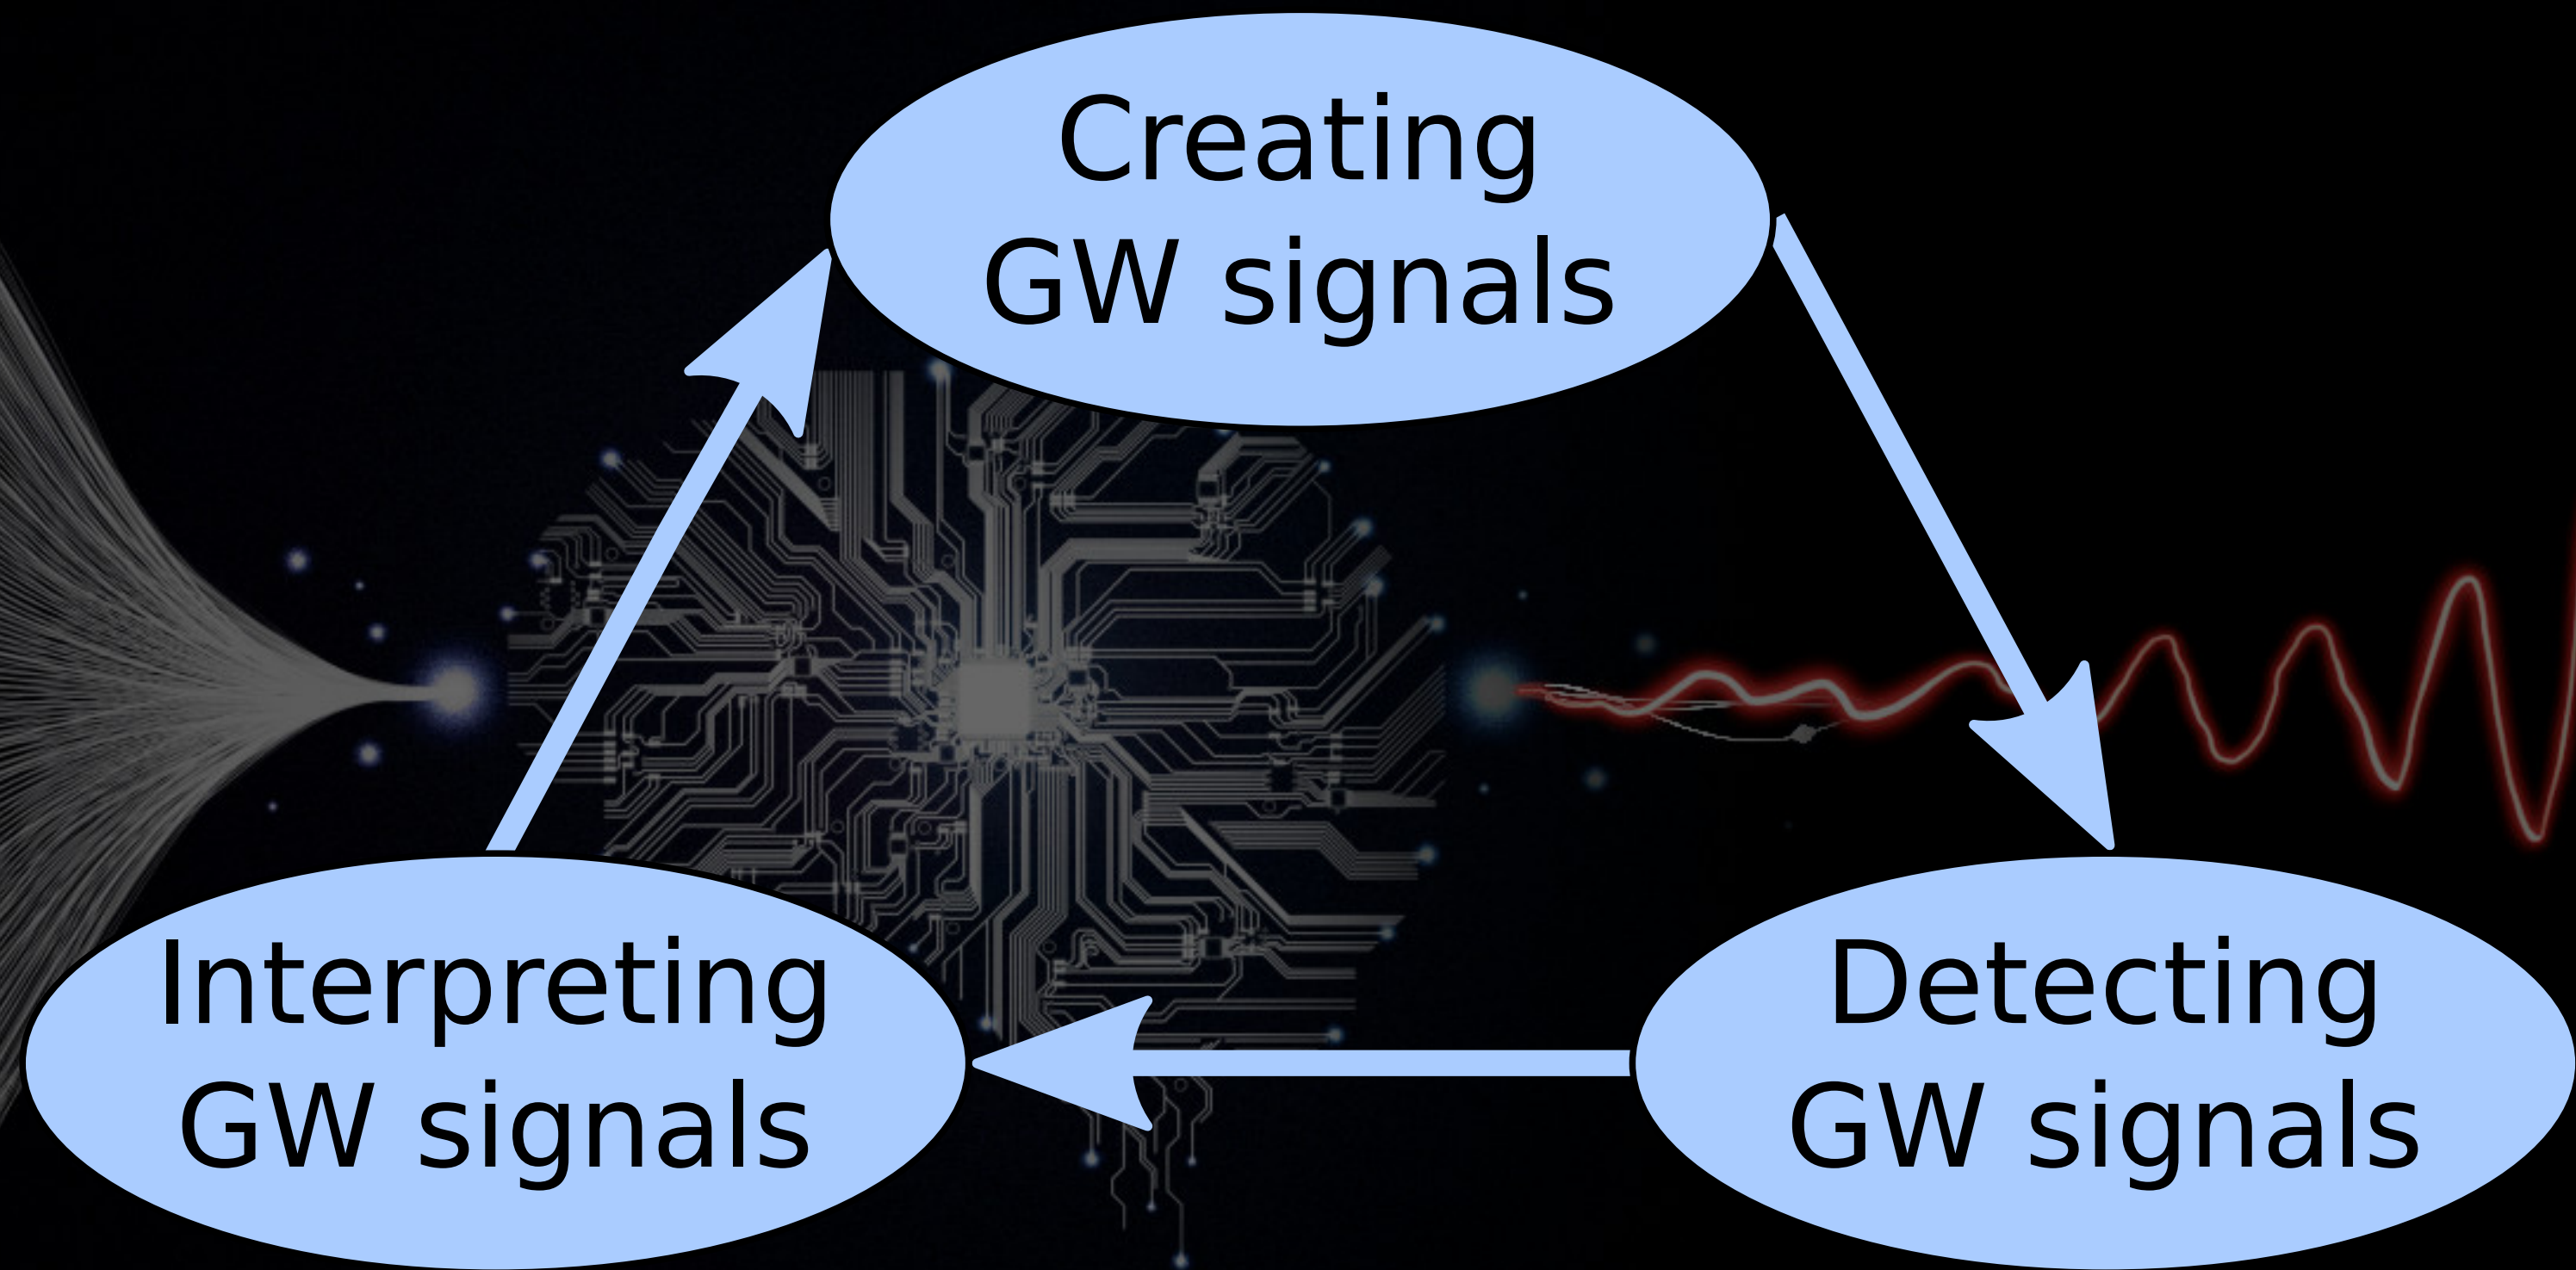 Creating
GW signals
Interpreting
GW signals
Detecting
GW signals